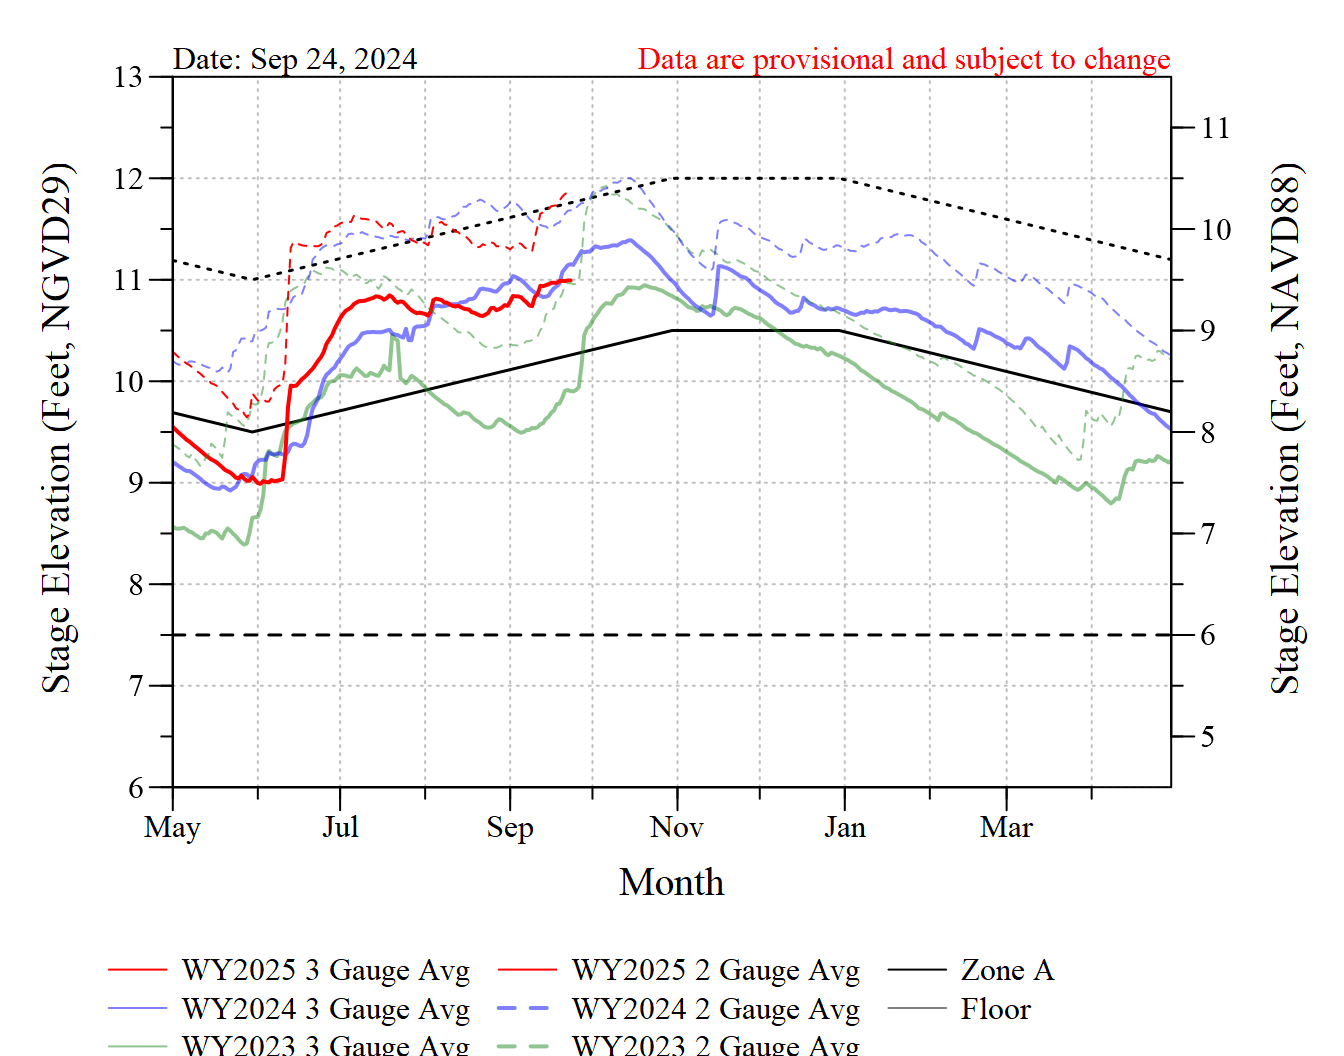 Date: Sep 24, 2024 Data are provisional and subject to change
13
12
11
10
9
8
7
6
11
10
9
8
7
6
5
Stage Elevation (Feet, NGVD29)
Stage Elevation (Feet, NAVD88)
May Jul Sep Nov Jan Mar
Month
WY2025 3 Gauge Avg WY2025 2 Gauge Avg Zone A
WY2024 3 Gauge Avg WY2024 2 Gauge Avg Floor
WY2023 3 Gauge Avg WY2023 2 Gauge Avg